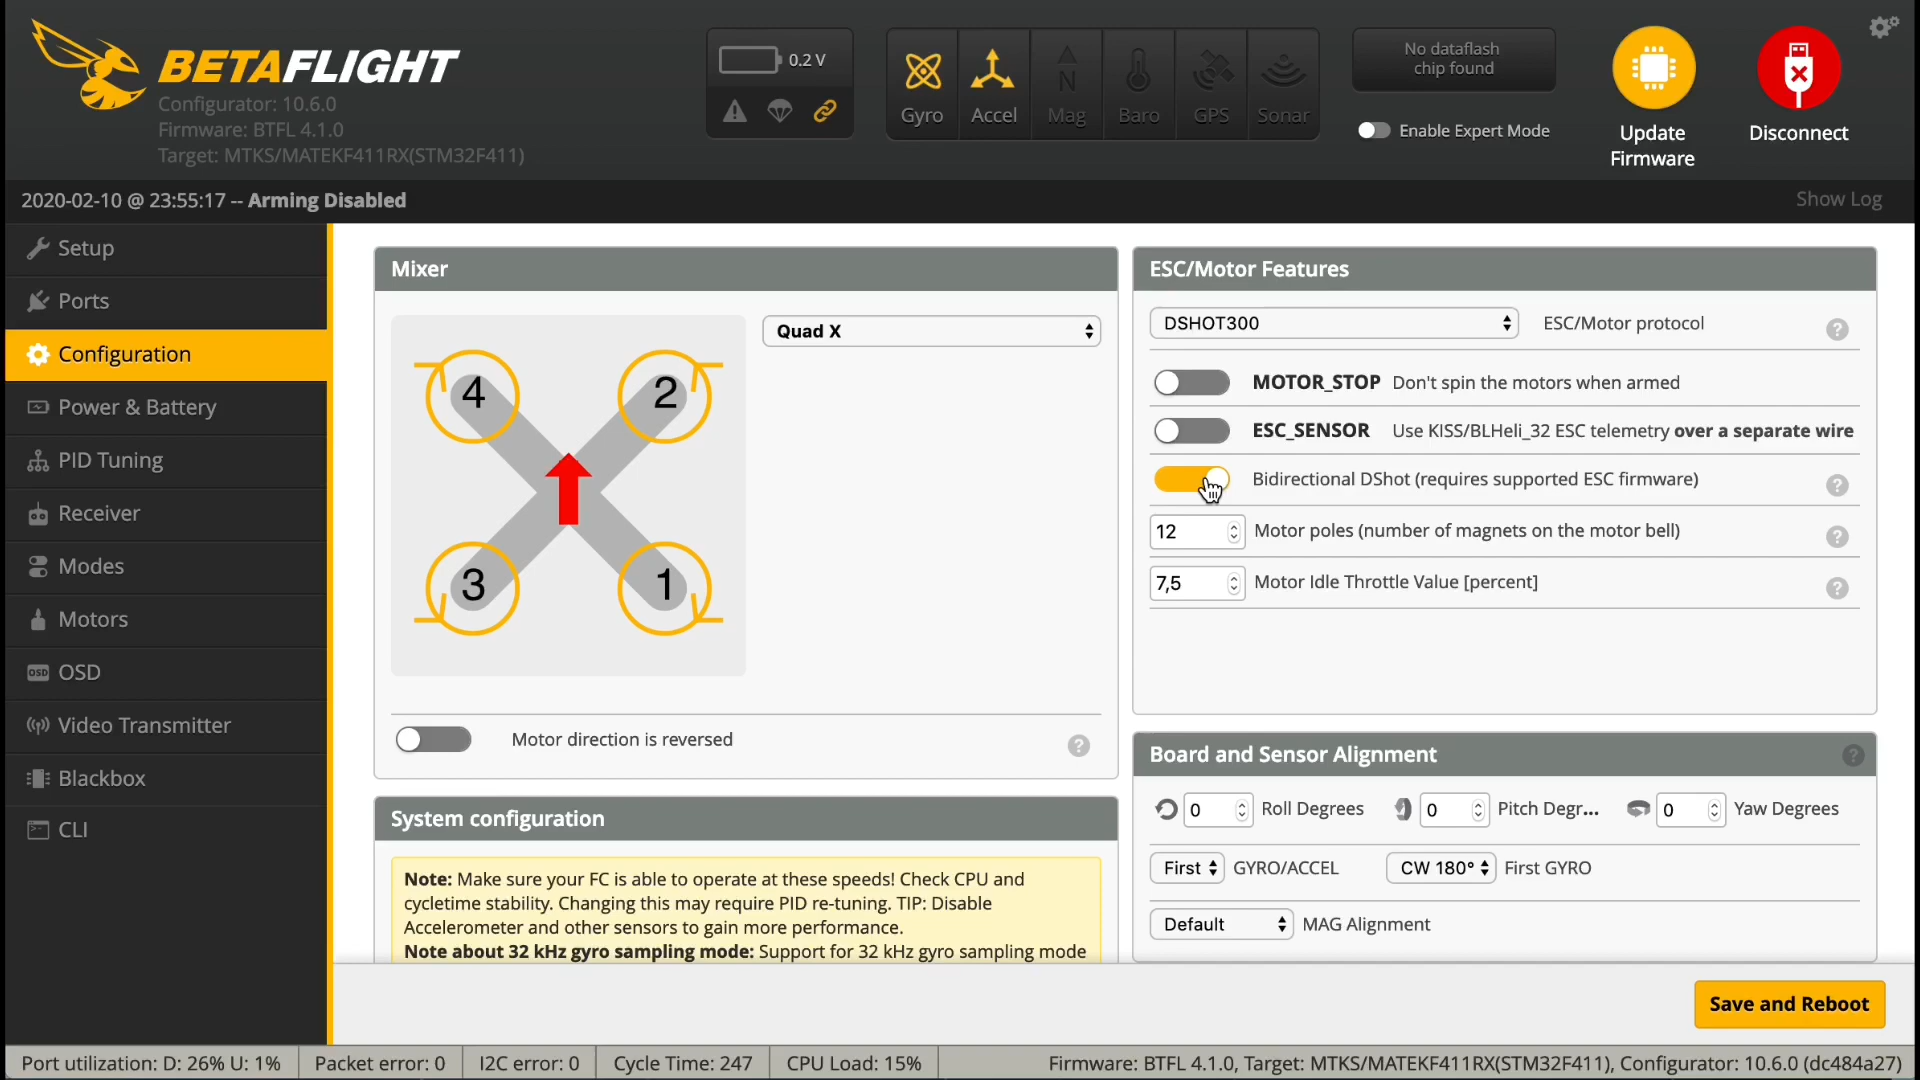 BETAFLIGHT
Configurator: 10.6.0
Firmware: BTFL 4.1.0
Target: MTKS/MATEKF411RX(STM32F411)
0.2 V
Gyro
Accel
Mag
Baro
GPS
Sonar
No dataflash
chip found
Enable Expert Mode
Update
Firmware
Disconnect
2020-02-10 @ 23:55:17 -- Arming Disabled
Show Log
Setup
Ports
Configuration
Power & Battery
PID Tuning
Receiver
Modes
Motors
OSD
OSD
Video Transmitter
Blackbox
CLI
Mixer
Quad X
4
2
3
1
Motor direction is reversed
?
System configuration
Note: Make sure your FC is able to operate at these speeds! Check CPU and
cycletime stability. Changing this may require PID re-tuning. TIP: Disable
Accelerometer and other sensors to gain more performance.
Note about 32 kHz gyro sampling mode: Support for 32 kHz gyro sampling mode
ESC/Motor Features
DSHOT300 ESC/Motor protocol ?
MOTOR_STOP Don't spin the motors when armed
ESC_SENSOR Use KISS/BLHeli_32 ESC telemetry over a separate wire
Bidirectional DShot (requires supported ESC firmware) ?
12 Motor poles (number of magnets on the motor bell) ?
7,5 Motor Idle Throttle Value [percent] ?
Board and Sensor Alignment ?
0 Roll Degrees 0 Pitch Degr... 0 Yaw Degrees
First GYRO/ACCEL CW 180° First GYRO
Default MAG Alignment
Save and Reboot
Port utilization: D: 26% U: 1% Packet error: 0 I2C error: 0 Cycle Time: 247 CPU Load: 15% Firmware: BTFL 4.1.0, Target: MTKS/MATEKF411RX(STM32F411), Configurator: 10.6.0 (dc484a27)